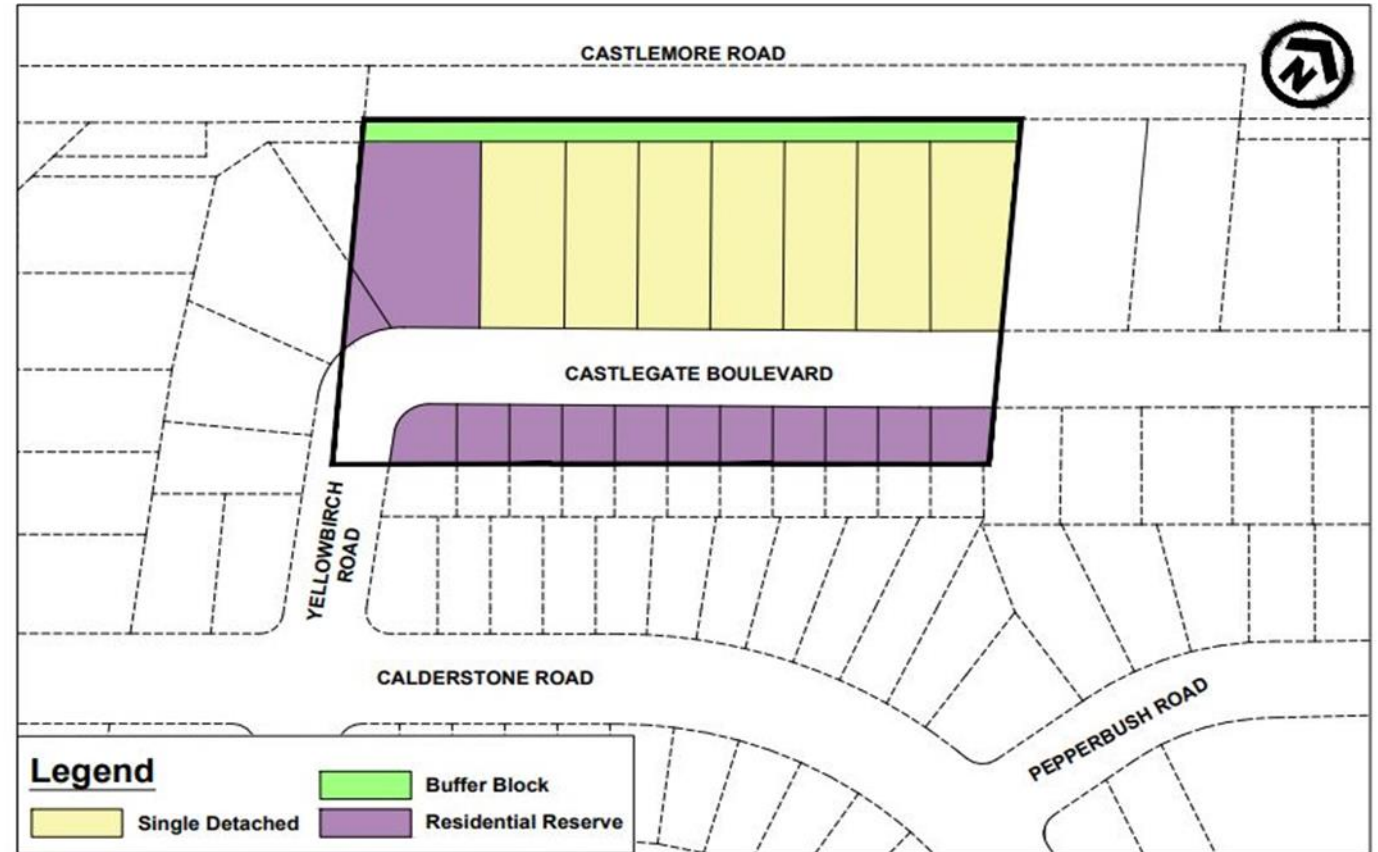 CASTLEMORE ROAD
N
CASTLEGATE BOULEVARD
YELLOWBIRCH
ROAD
CALDERSTONE ROAD
PEPPERBUSH ROAD
Legend
Buffer Block
Single Detached
Residential Reserve